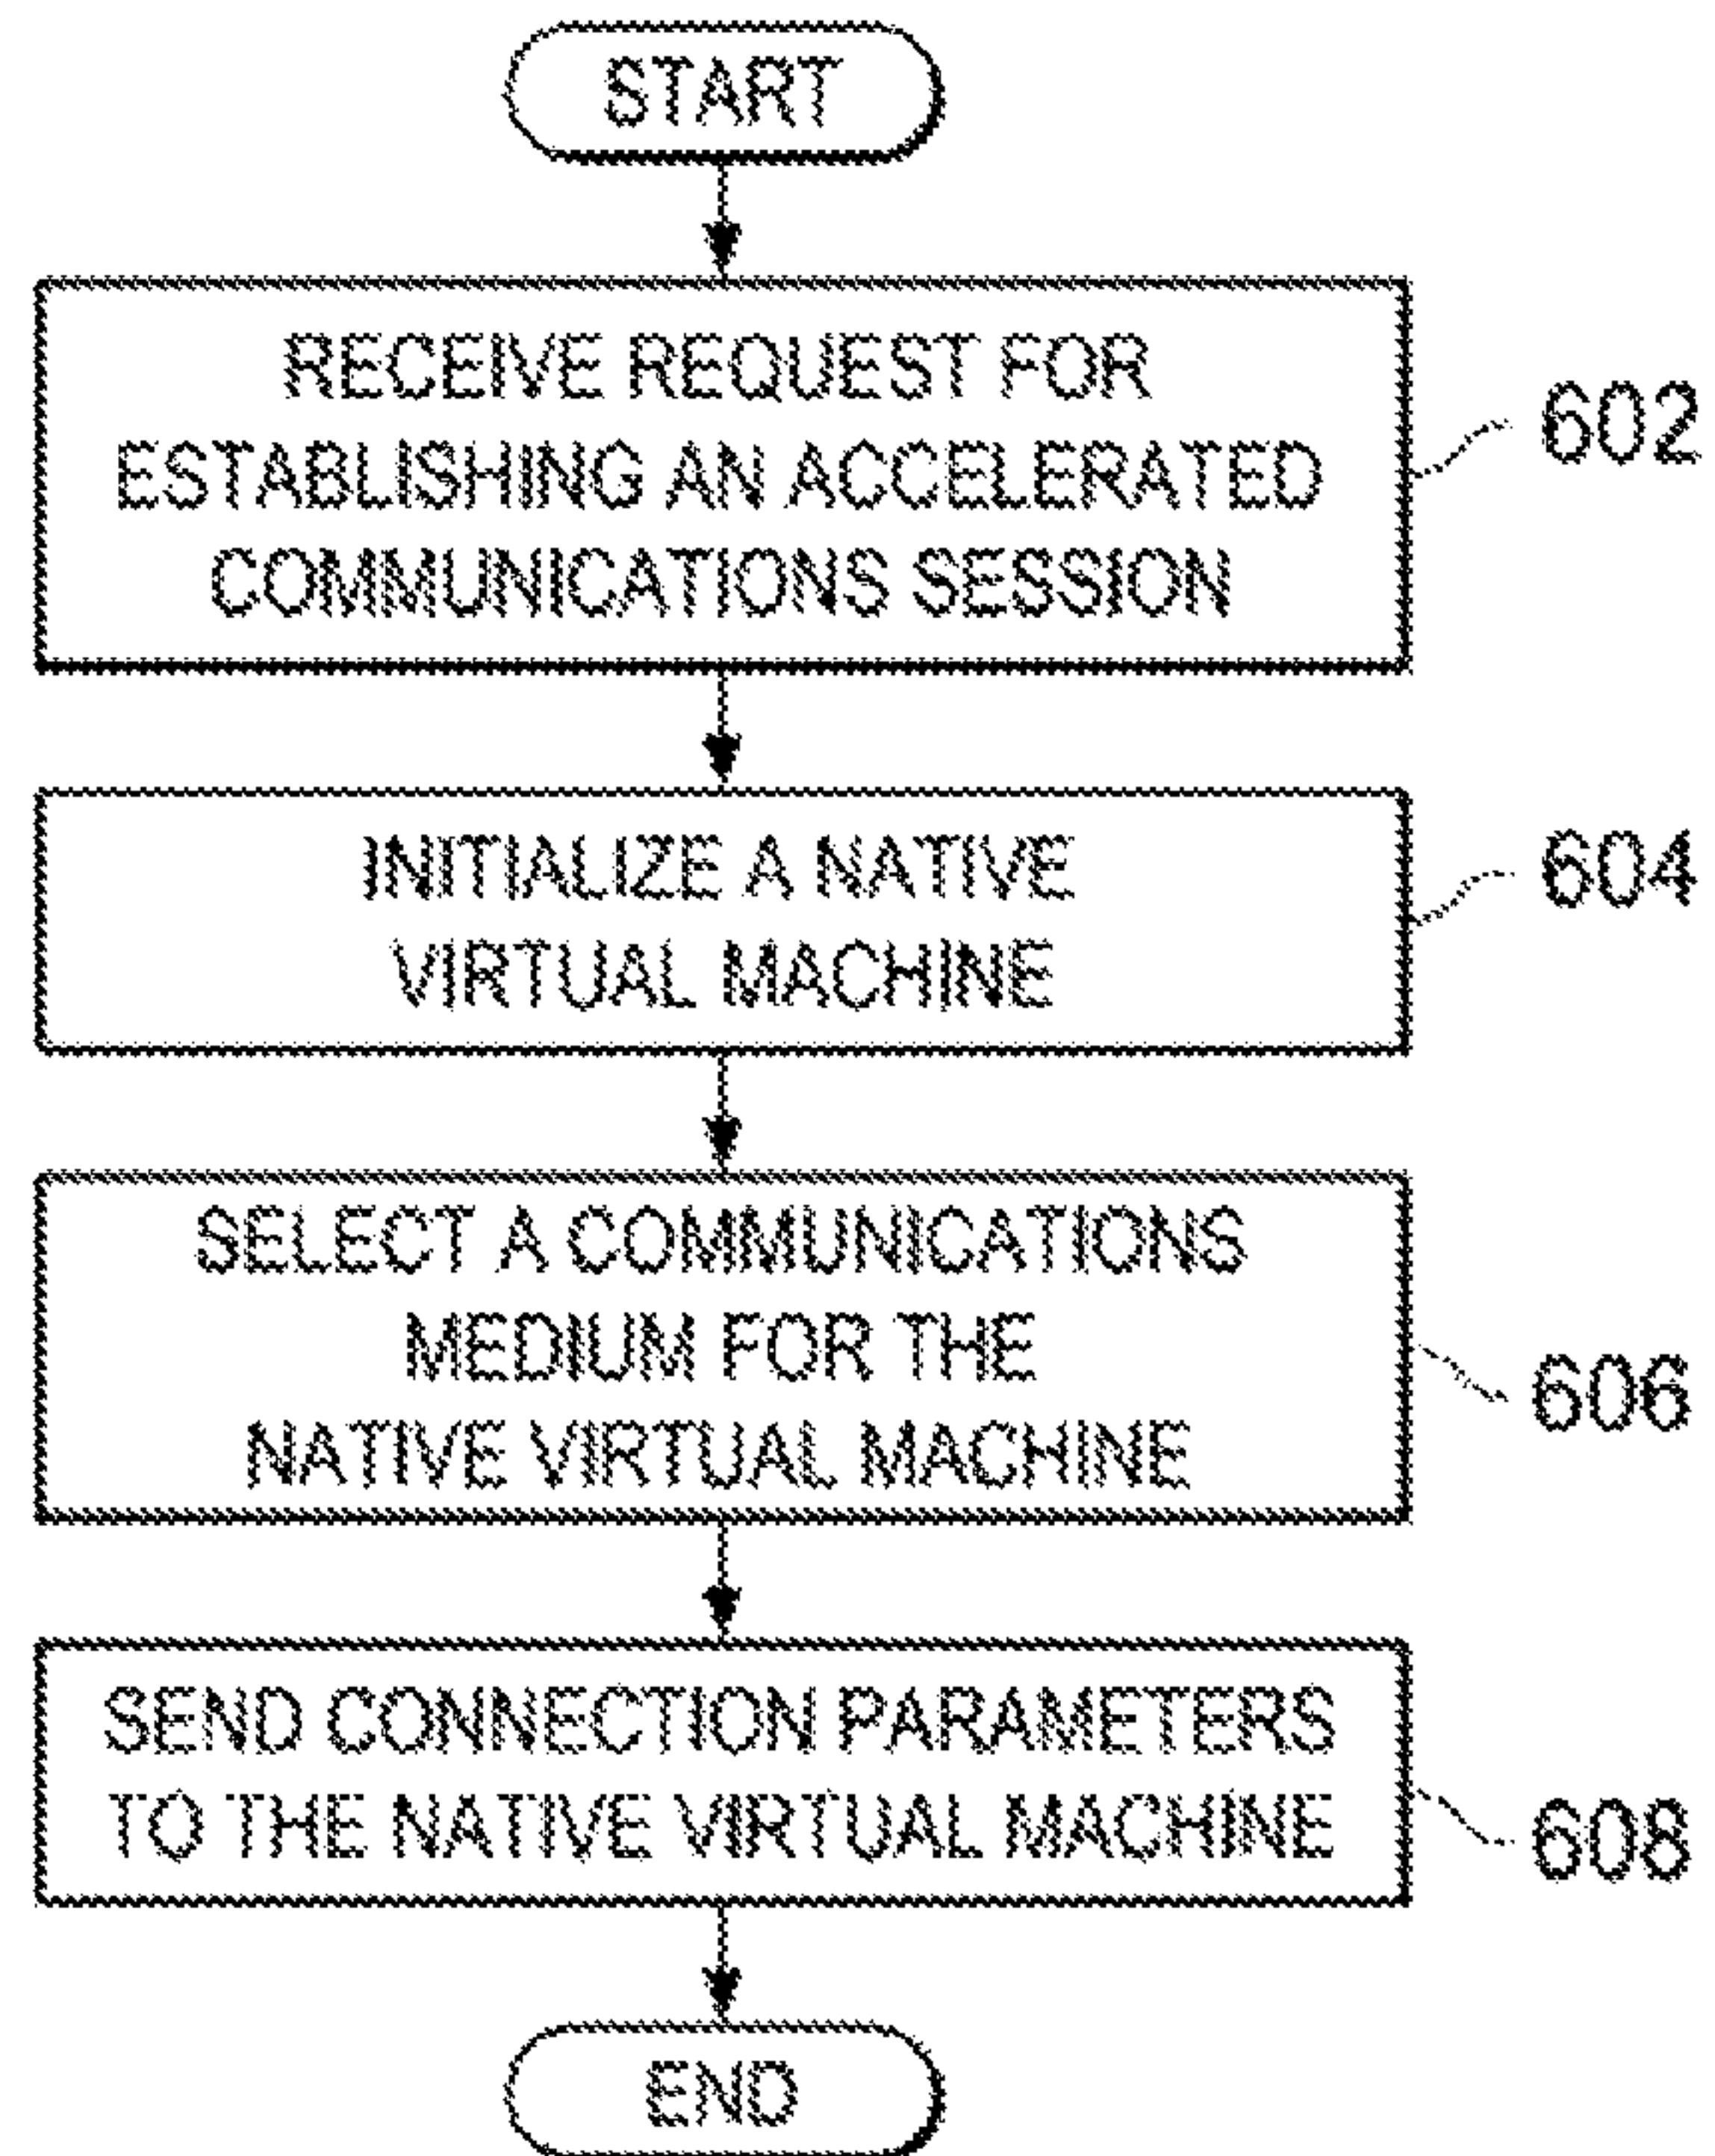 START
RECEIVE REQUEST FOR
ESTABLISHING AN ACCELERATED
COMMUNICATIONS SESSION
602
INITIALIZE A NATIVE
VIRTUAL MACHINE
604
SELECT A COMMUNICATIONS
MEDIUM FOR THE
NATIVE VIRTUAL MACHINE
606
SEND CONNECTION PARAMETERS
TO THE NATIVE VIRTUAL MACHINE
608
END